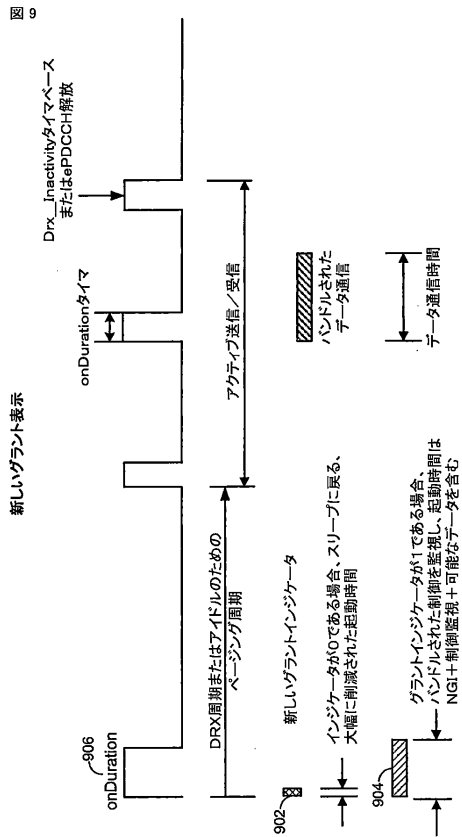 図 9
新しいグラント表示
Drx__Inactivityタイマベース
またはePDCCH解放
onDurationタイマ
906
onDuration
DRX周期またはアイドルのための
ページング周期
アクティブ送信/受信
902
新しいグラントインジケータ
インジケータが0である場合、スリープに戻る、
大幅に削減された起動時間
バンドルされた
データ通信
904
グラントインジケータが1である場合、
バンドルされた制御を監視し、起動時間は
NGI+制御監視+可能なデータを含む
データ通信時間